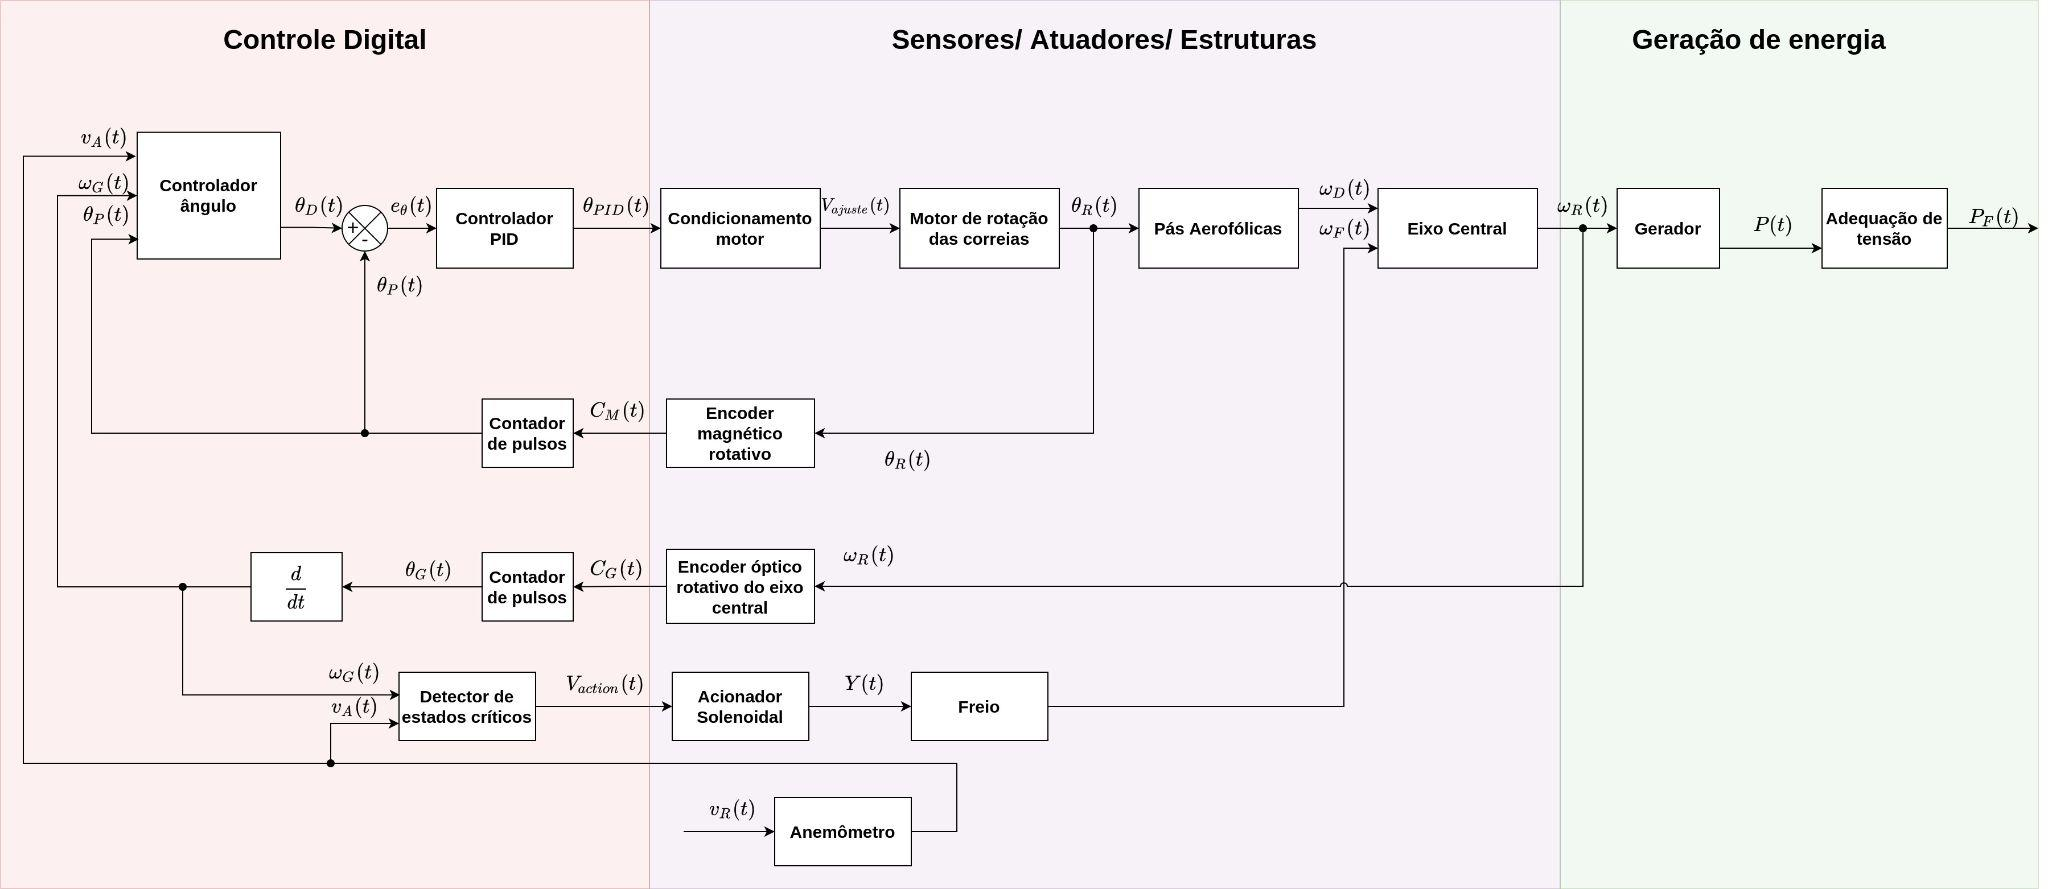 Controle Digital
Sensores/ Atuadores/ Estruturas
Geração de energia
v_A(t)
ω_G(t)
θ_P(t)
Controlador
ângulo
θ_D(t)
+
-
e_θ(t)
θ_P(t)
Controlador
PID
θ_PID(t)
Condicionamento
motor
V_ajuste(t)
Motor de rotação
das correias
θ_R(t)
Pás Aerofólicas
ω_D(t)
ω_F(t)
Eixo Central
ω_R(t)
Gerador
P(t)
Adequação de
tensão
P_F(t)
Contador
de pulsos
C_M(t)
Encoder
magnético
rotativo
θ_R(t)
d
dt
θ_G(t)
Contador
de pulsos
C_G(t)
Encoder óptico
rotativo do eixo
central
ω_R(t)
ω_G(t)
v_A(t)
Detector de
estados críticos
V_action(t)
Acionador
Solenoidal
Y(t)
Freio
v_R(t)
Anemômetro